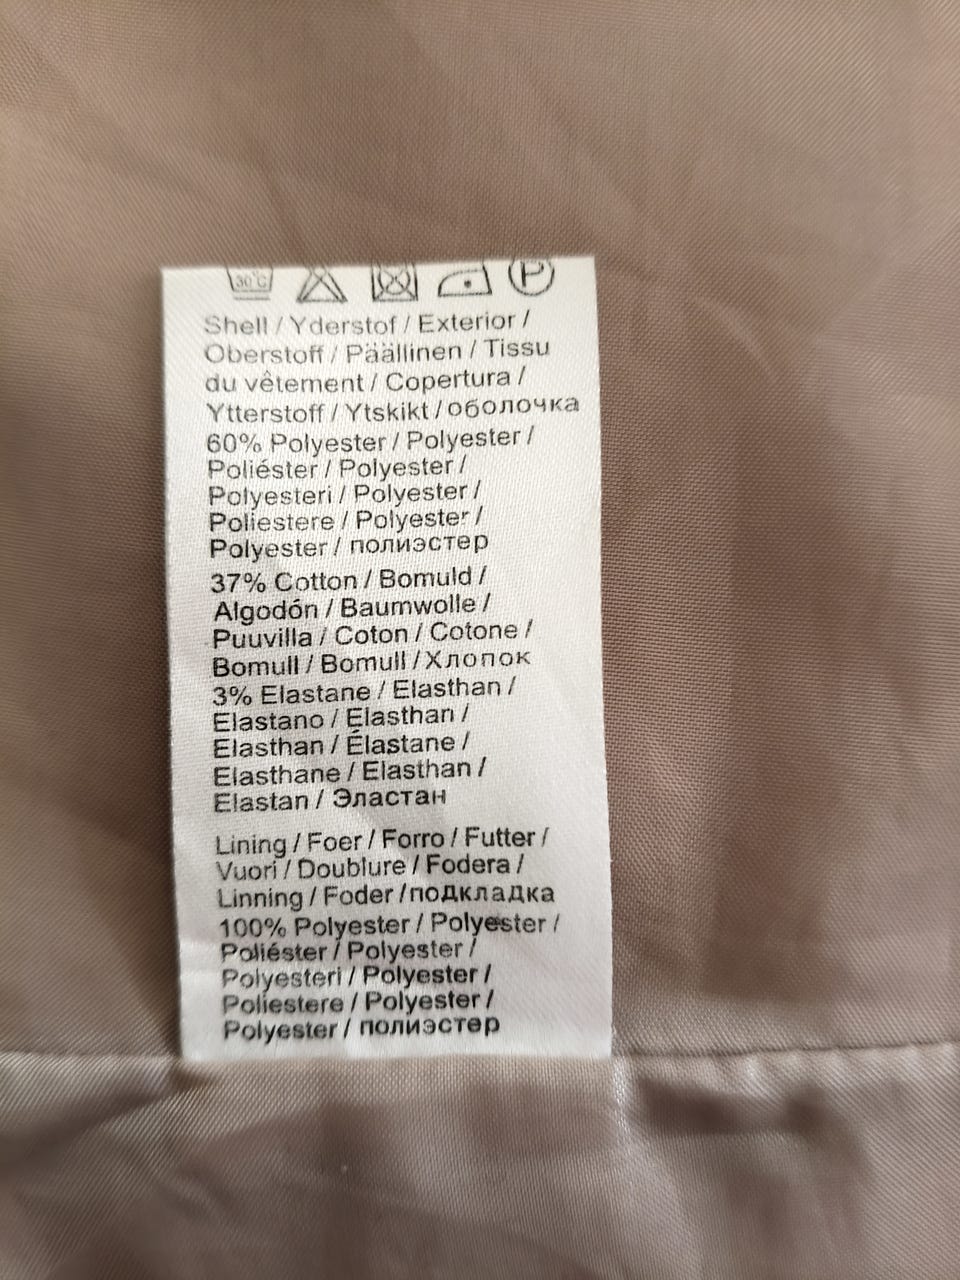 30°C P
Shell / Yderstof / Exterior /
Oberstoff / Päällinen / Tissu
du vêtement / Copertura /
Ytterstoff / Ytskikt / оболочка
60% Polyester / Polyester /
Poliéster / Polyester /
Polyesteri / Polyester /
Poliestere / Polyester /
Polyester / полиэстер
37% Cotton / Bomuld /
Algodón / Baumwolle /
Puuvilla / Coton / Cotone /
Bomull / Bomull / Хлопок
3% Elastane / Elasthan /
Elastano / Elasthan /
Elasthan / Élastane /
Elasthane / Elasthan /
Elastan / Эластан
Lining / Foer / Forro / Futter /
Vuori / Doublure / Fodera /
Linning / Foder / подкладка
100% Polyester / Polyester /
Poliéster / Polyester /
Polyesteri / Polyester /
Poliestere / Polyester /
Polyester / полиэстер